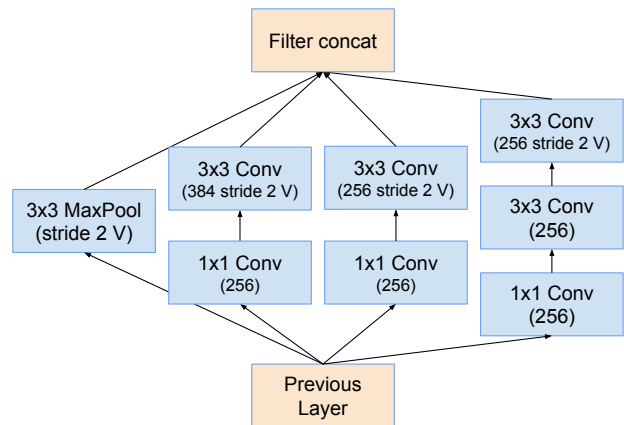 Filter concat
3x3 Conv
(256 stride 2 V)
3x3 Conv
(384 stride 2 V)
3x3 Conv
(256 stride 2 V)
3x3 MaxPool
(stride 2 V)
3x3 Conv
(256)
1x1 Conv
(256)
1x1 Conv
(256)
1x1 Conv
(256)
Previous
Layer